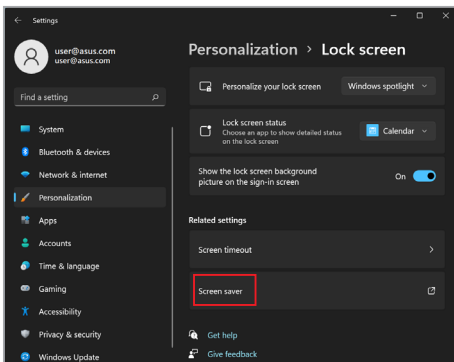 Settings
user@asus.com
user@asus.com
Find a setting
System
Bluetooth & devices
Network & internet
Personalization
Apps
Accounts
Time & language
Gaming
Accessibility
Privacy & security
Windows Update
Personalization > Lock screen
Personalize your lock screen
Windows spotlight
Lock screen status
Choose an app to show detailed status
on the lock screen
Calendar
Show the lock screen background
picture on the sign-in screen
On
Related settings
Screen timeout
Screen saver
Get help
Give feedback